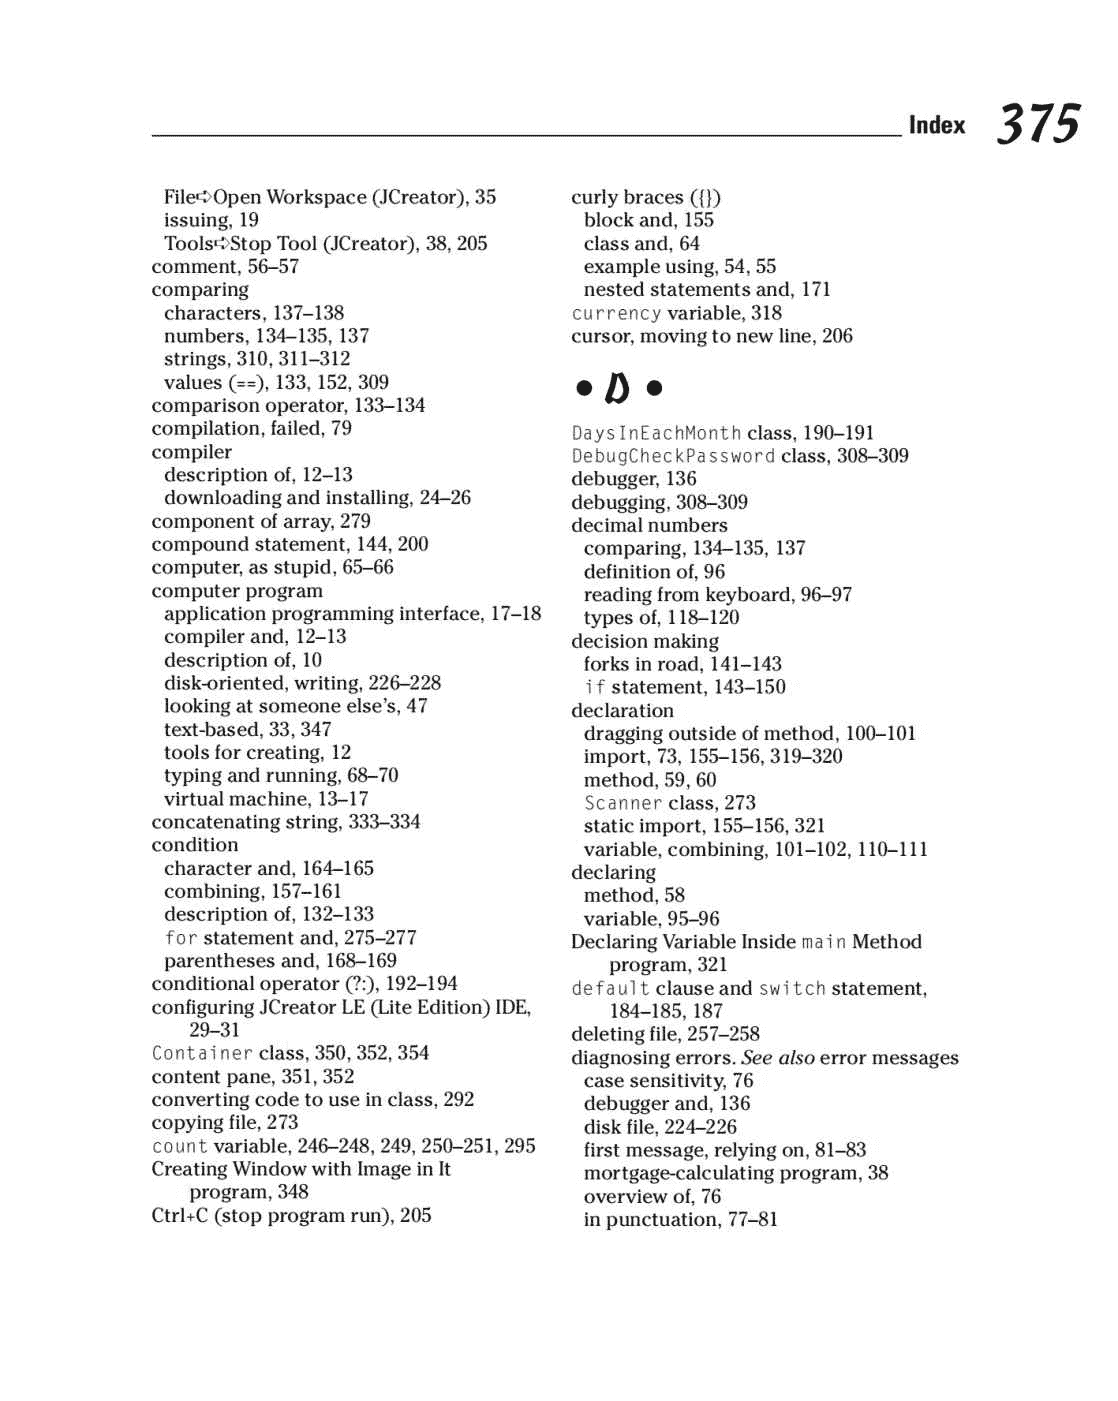 Index 375
File➪Open Workspace (JCreator), 35
issuing, 19
Tools➪Stop Tool (JCreator), 38, 205
comment, 56–57
comparing
characters, 137–138
numbers, 134–135, 137
strings, 310, 311–312
values (==), 133, 152, 309
comparison operator, 133–134
compilation, failed, 79
compiler
description of, 12–13
downloading and installing, 24–26
component of array, 279
compound statement, 144, 200
computer, as stupid, 65–66
computer program
application programming interface, 17–18
compiler and, 12–13
description of, 10
disk-oriented, writing, 226–228
looking at someone else’s, 47
text-based, 33, 347
tools for creating, 12
typing and running, 68–70
virtual machine, 13–17
concatenating string, 333–334
condition
character and, 164–165
combining, 157–161
description of, 132–133
for statement and, 275–277
parentheses and, 168–169
conditional operator (?:), 192–194
configuring JCreator LE (Lite Edition) IDE,
29–31
Container class, 350, 352, 354
content pane, 351, 352
converting code to use in class, 292
copying file, 273
count variable, 246–248, 249, 250–251, 295
Creating Window with Image in It
program, 348
Ctrl+C (stop program run), 205
curly braces ({})
block and, 155
class and, 64
example using, 54, 55
nested statements and, 171
currency variable, 318
cursor, moving to new line, 206
• D •
DaysInEachMonth class, 190–191
DebugCheckPassword class, 308–309
debugger, 136
debugging, 308–309
decimal numbers
comparing, 134–135, 137
definition of, 96
reading from keyboard, 96–97
types of, 118–120
decision making
forks in road, 141–143
if statement, 143–150
declaration
dragging outside of method, 100–101
import, 73, 155–156, 319–320
method, 59, 60
Scanner class, 273
static import, 155–156, 321
variable, combining, 101–102, 110–111
declaring
method, 58
variable, 95–96
Declaring Variable Inside main Method
program, 321
default clause and switch statement,
184–185, 187
deleting file, 257–258
diagnosing errors. See also error messages
case sensitivity, 76
debugger and, 136
disk file, 224–226
first message, relying on, 81–83
mortgage-calculating program, 38
overview of, 76
in punctuation, 77–81